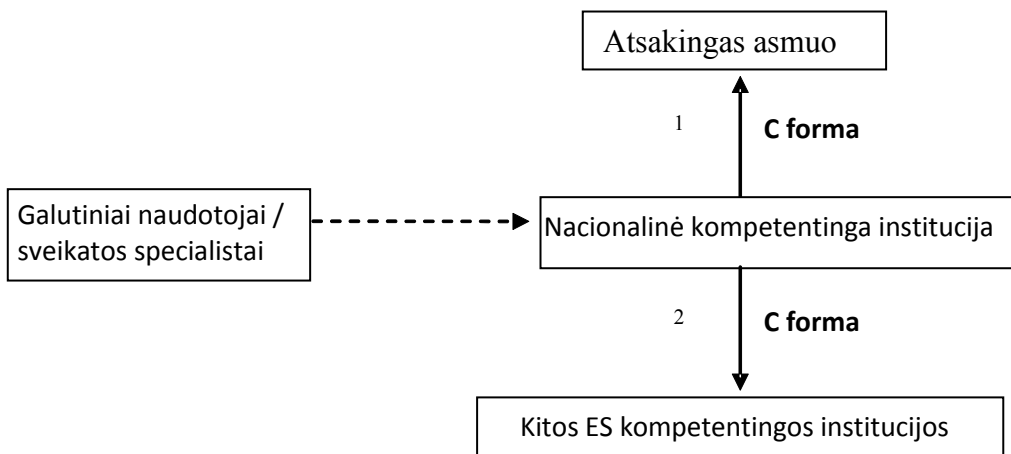 Atsakingas asmuo
1
C forma
Galutiniai naudotojai /
sveikatos specialistai
Nacionalinė kompetentinga institucija
2
C forma
Kitos ES kompetentingos institucijos